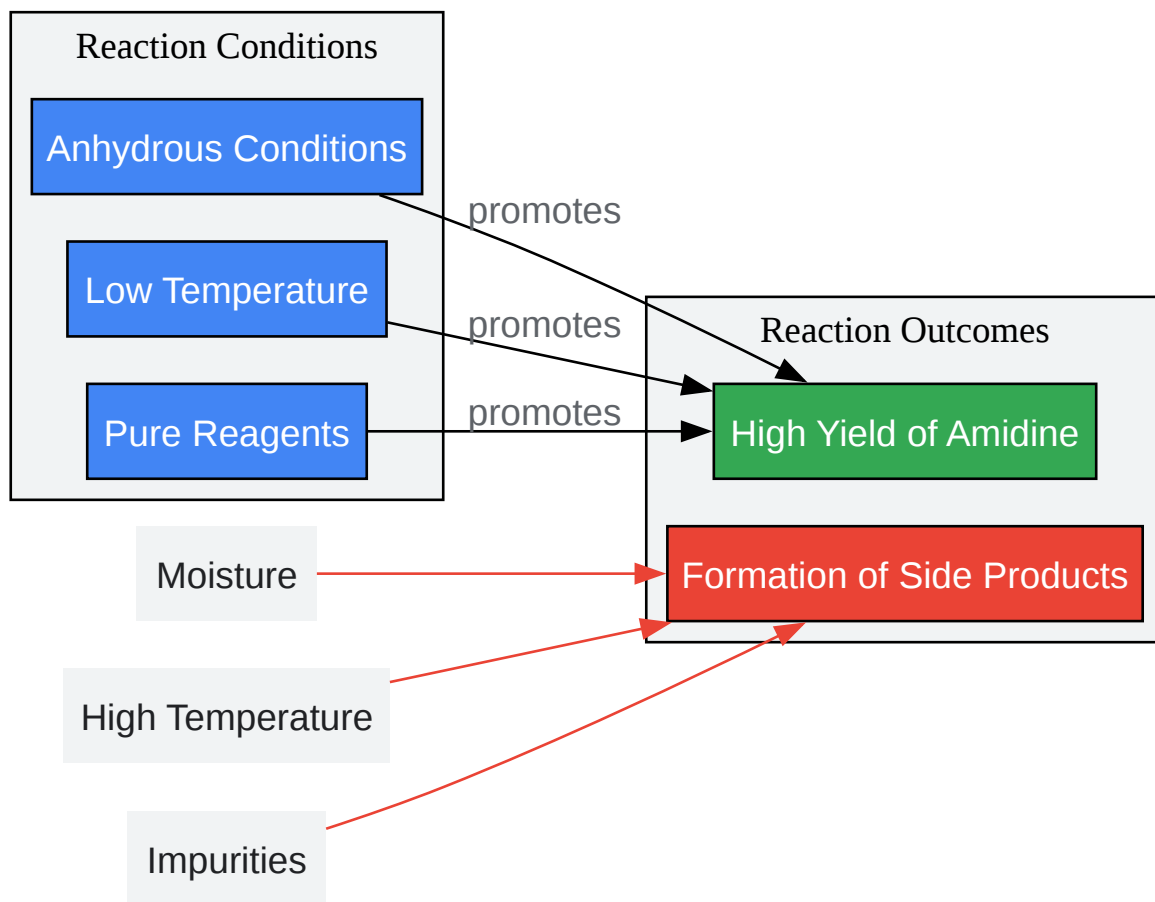 Reaction Conditions
Anhydrous Conditions
promotes
Low Temperature
promotes
Reaction Outcomes
Pure Reagents
promotes
High Yield of Amidine
Moisture
Formation of Side Products
High Temperature
Impurities